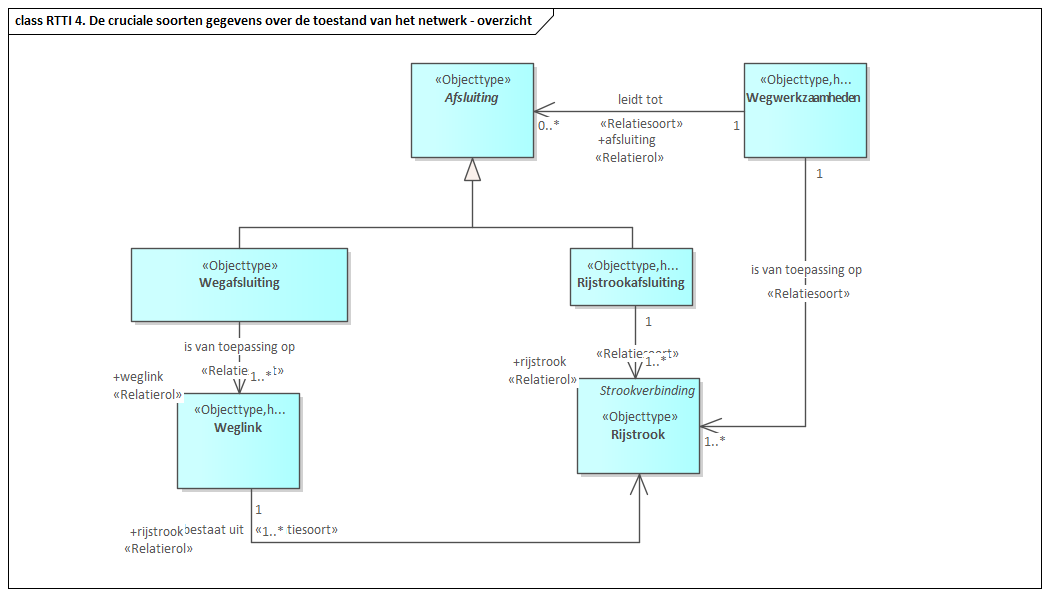 class RTTI 4. De cruciale soorten gegevens over de toestand van het netwerk - overzicht
«Objecttype»
Afsluiting
«Objecttype,h...
Wegwerkzaamheden
leidt tot
0..*
«Relatiesoort»
1
+afsluiting
«Relatierol»
1
«Objecttype»
Wegafsluiting
«Objecttype,h...
Rijstrookafsluiting
is van toepassing op
«Relatiesoort»
1
is van toepassing op
1..*
+weglink
«Relatierol»
1..*
+rijstrook
«Relatierol»
Strookverbinding
«Objecttype»
Rijstrook
«Objecttype,h...
Weglink
1..*
1
+rijstrook
bestaat uit
1..*
tiesoort»
«Relatierol»